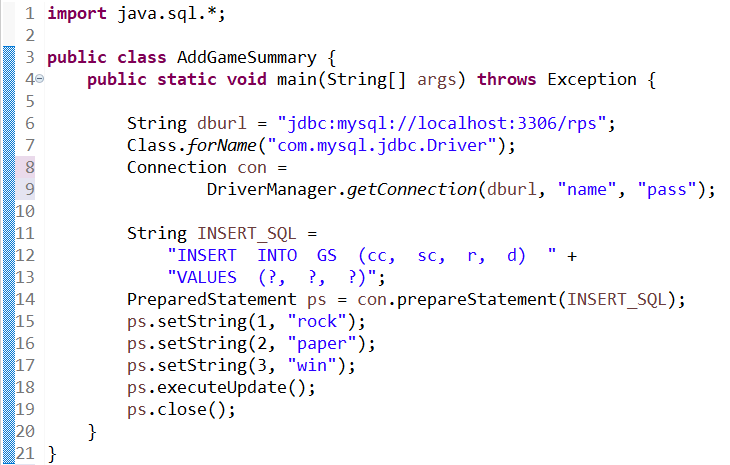 1 import java.sql.*;
2
3 public class AddGameSummary {
4     public static void main(String[] args) throws Exception {
5
6         String dburl = "jdbc:mysql://localhost:3306/rps";
7         Class.forName("com.mysql.jdbc.Driver");
8         Connection con =
9                 DriverManager.getConnection(dburl, "name", "pass");
10
11         String INSERT_SQL =
12             "INSERT  INTO  GS  (cc,  sc,  r,  d)  " +
13             "VALUES (?,  ?,  ?)";
14         PreparedStatement ps = con.prepareStatement(INSERT_SQL);
15         ps.setString(1, "rock");
16         ps.setString(2, "paper");
17         ps.setString(3, "win");
18         ps.executeUpdate();
19         ps.close();
20     }
21 }